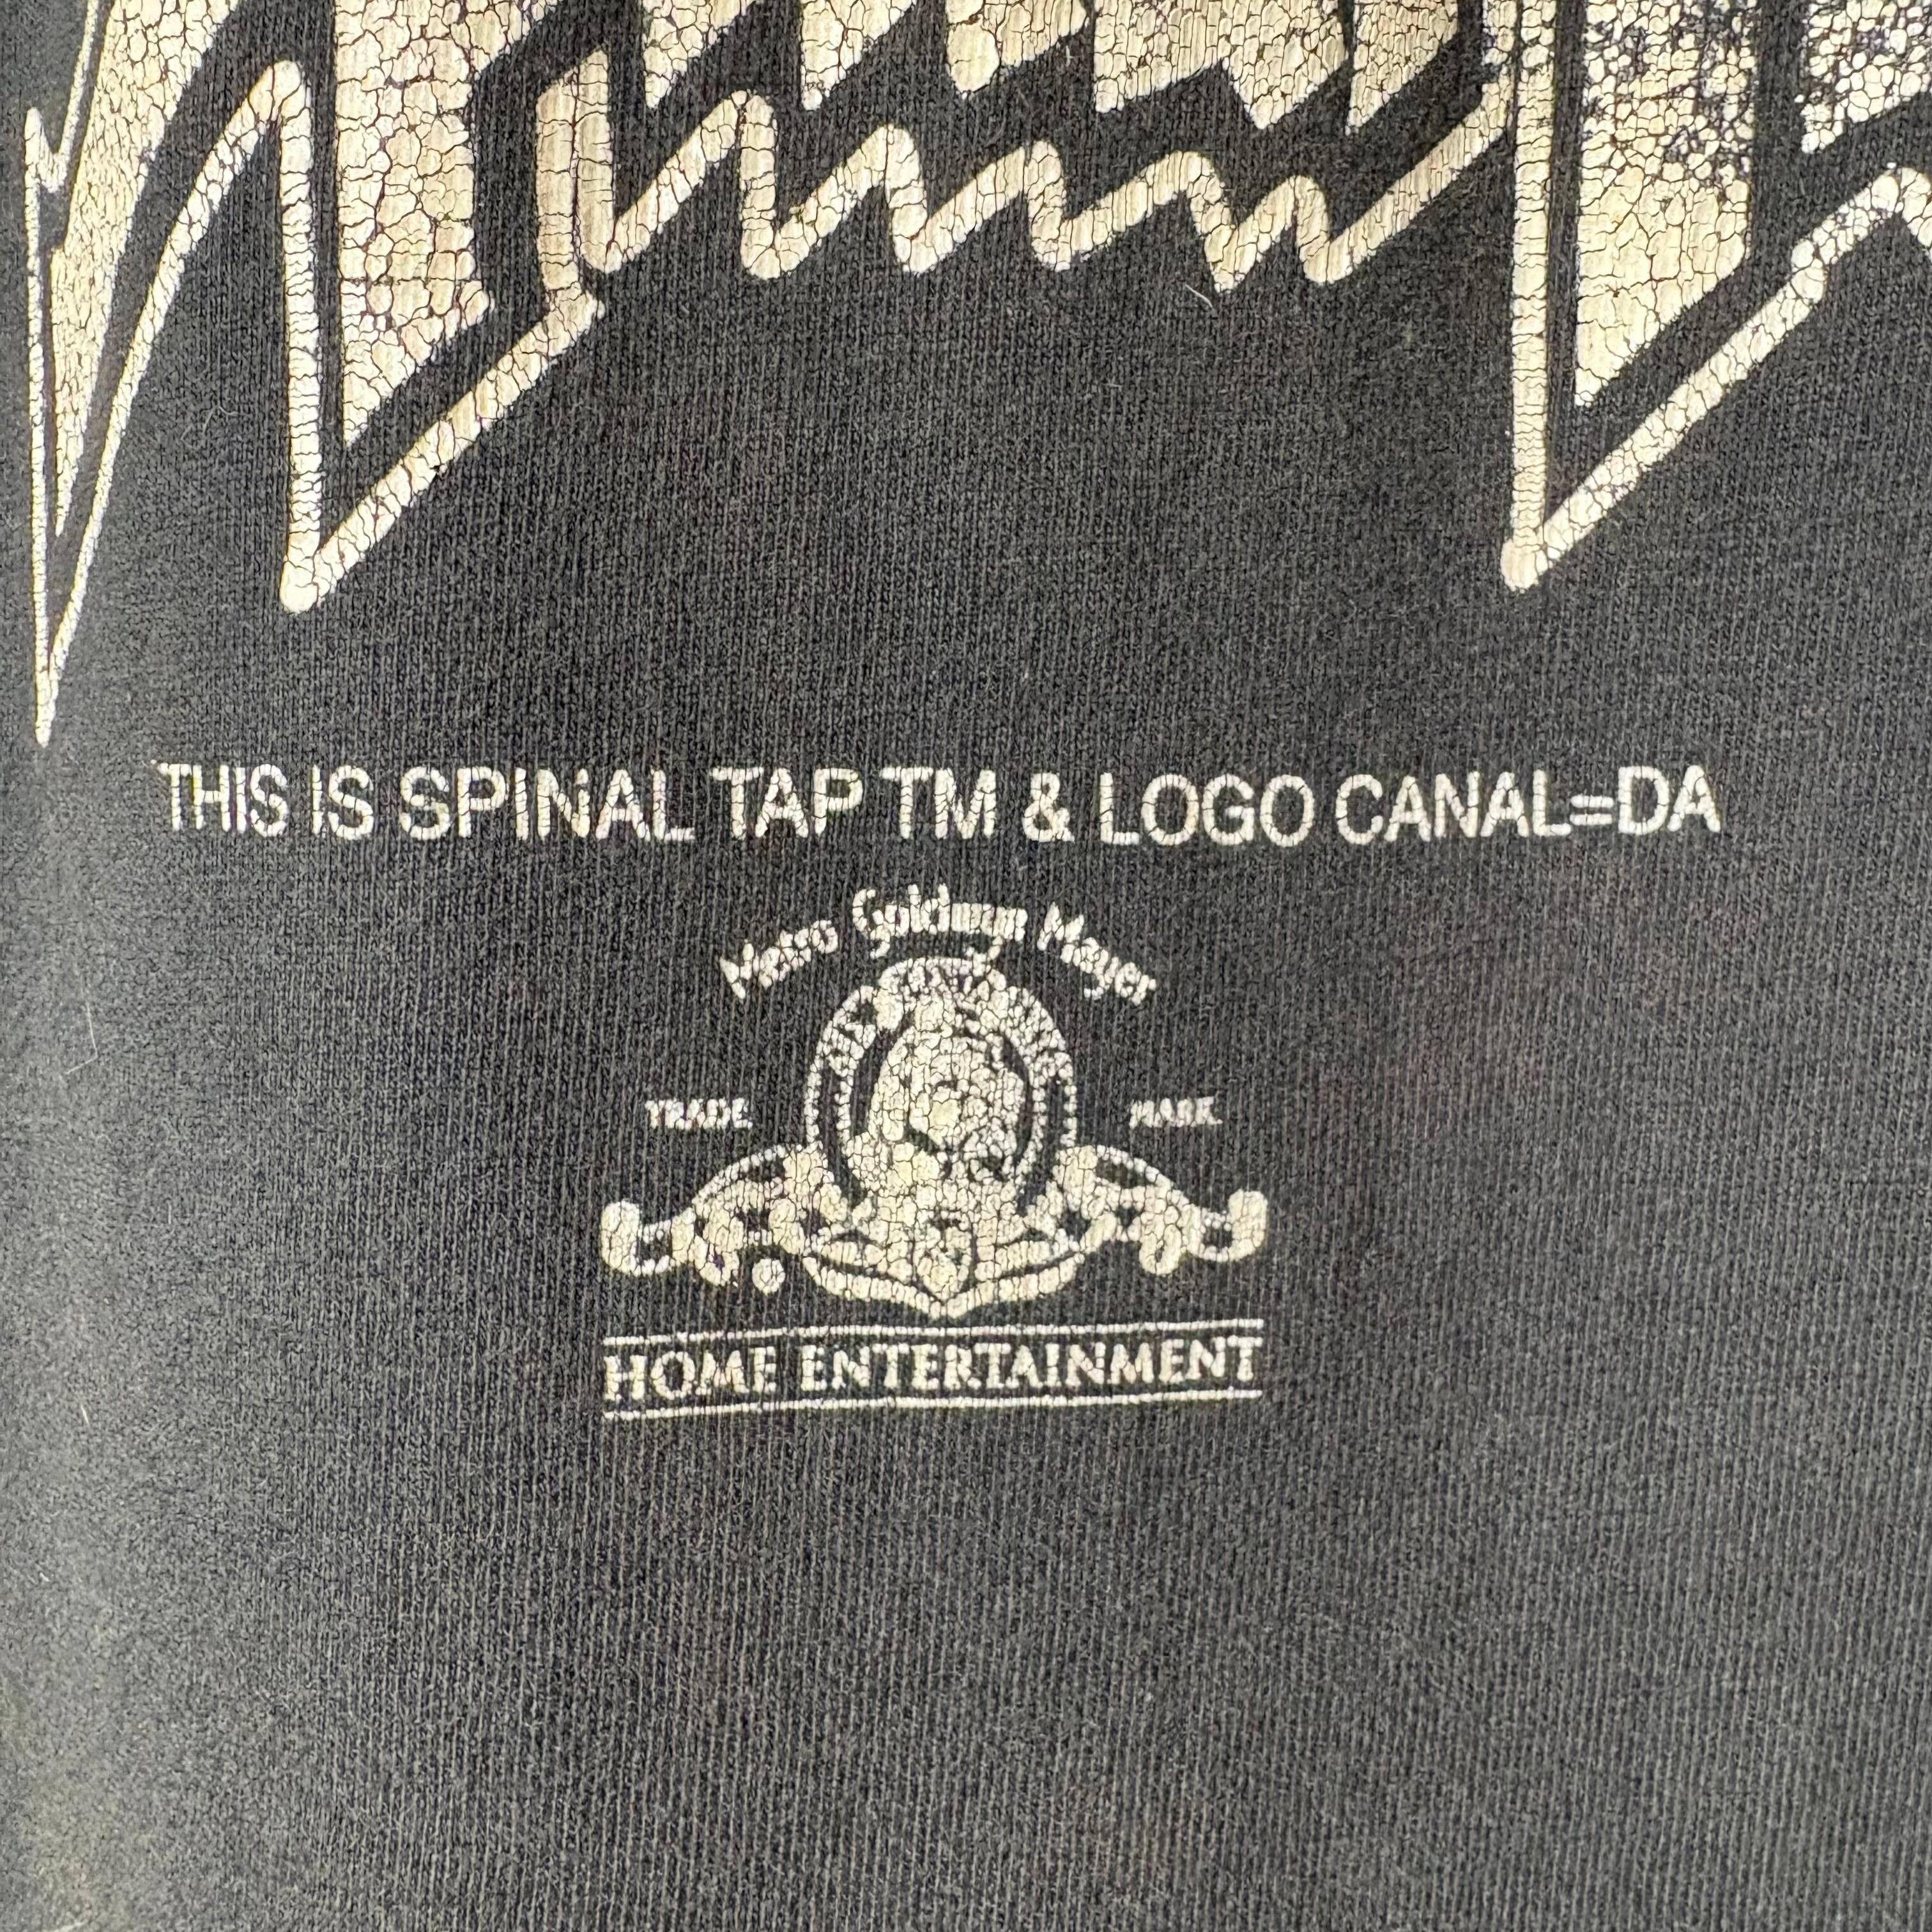 THIS IS SPINAL TAP TM & LOGO CANAL=DA
Metro Goldwyn Mayer
TRADE MARK
HOME ENTERTAINMENT